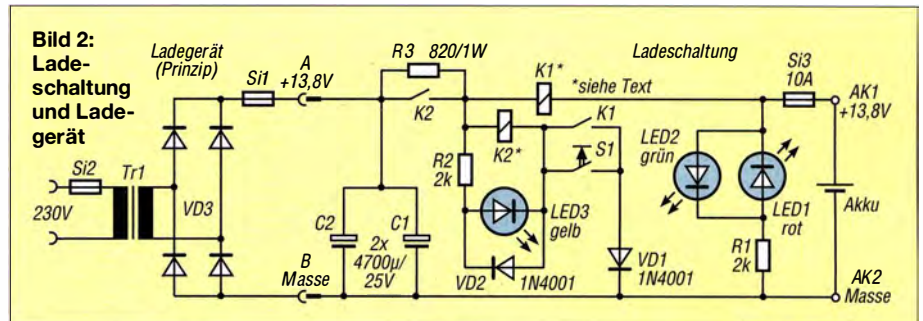 Bild 2:
Lade-
schaltung
und Lade-
gerät
Ladegerät
(Prinzip)
Si1
A
+13,8V
R3 820/1W
K2
K1*
*siehe Text
Ladeschaltung
Si3
10A
AK1
+13,8V
Si2
230V
Tr1
VD3
K2*
K1
S1
R2
2k
LED3
gelb
LED2
grün
LED1
rot
Akku
C2
C1
2x
4700µ/
25V
VD2
1N4001
VD1
1N4001
R1
2k
B
Masse
AK2
Masse